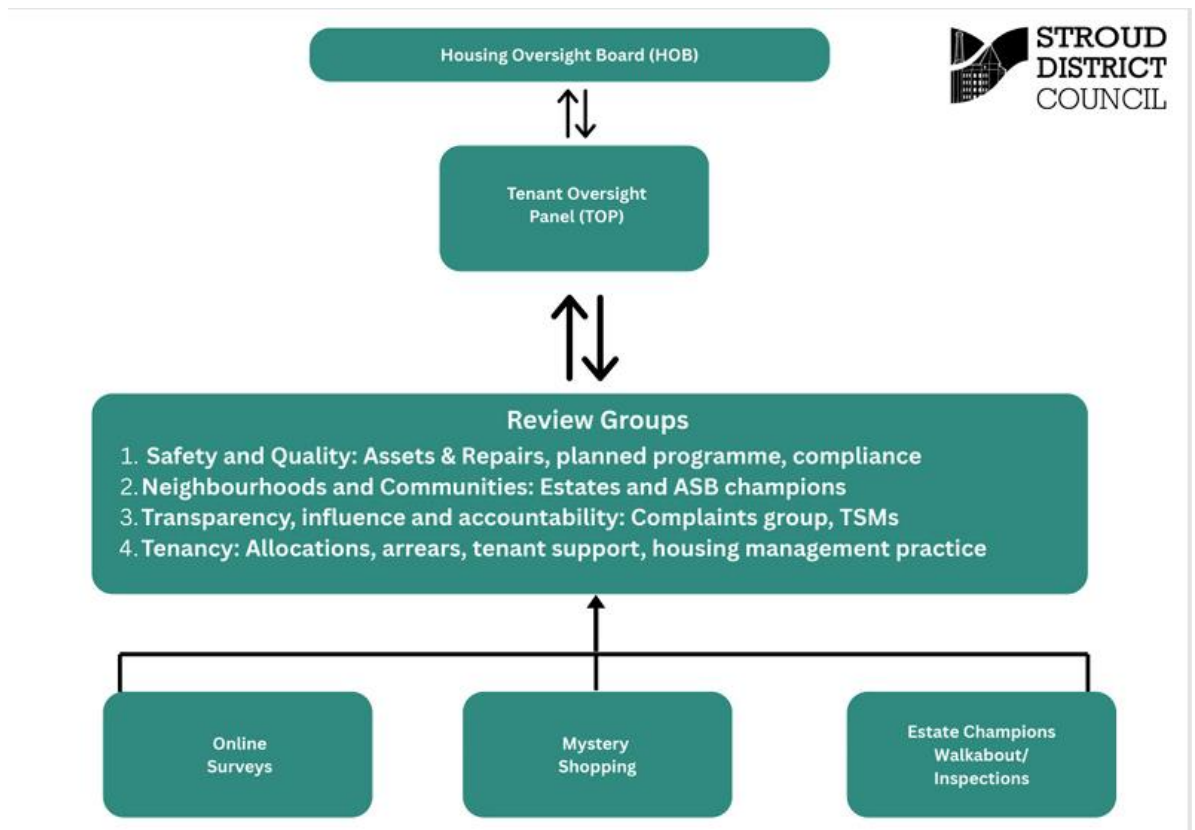 Housing Oversight Board (HOB)
STROUD
DISTRICT
COUNCIL
Tenant Oversight
Panel (TOP)
Review Groups
1. Safety and Quality: Assets & Repairs, planned programme, compliance
2. Neighbourhoods and Communities: Estates and ASB champions
3. Transparency, influence and accountability: Complaints group, TSMs
4. Tenancy: Allocations, arrears, tenant support, housing management practice
Online
Surveys
Mystery
Shopping
Estate Champions
Walkabout/
Inspections